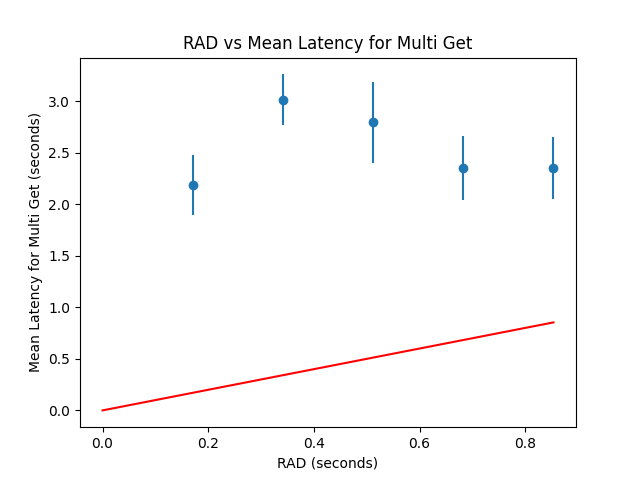 RAD vs Mean Latency for Multi Get
Mean Latency for Multi Get (seconds)
3.0
2.5
2.0
1.5
1.0
0.5
0.0
0.0 0.2 0.4 0.6 0.8
RAD (seconds)